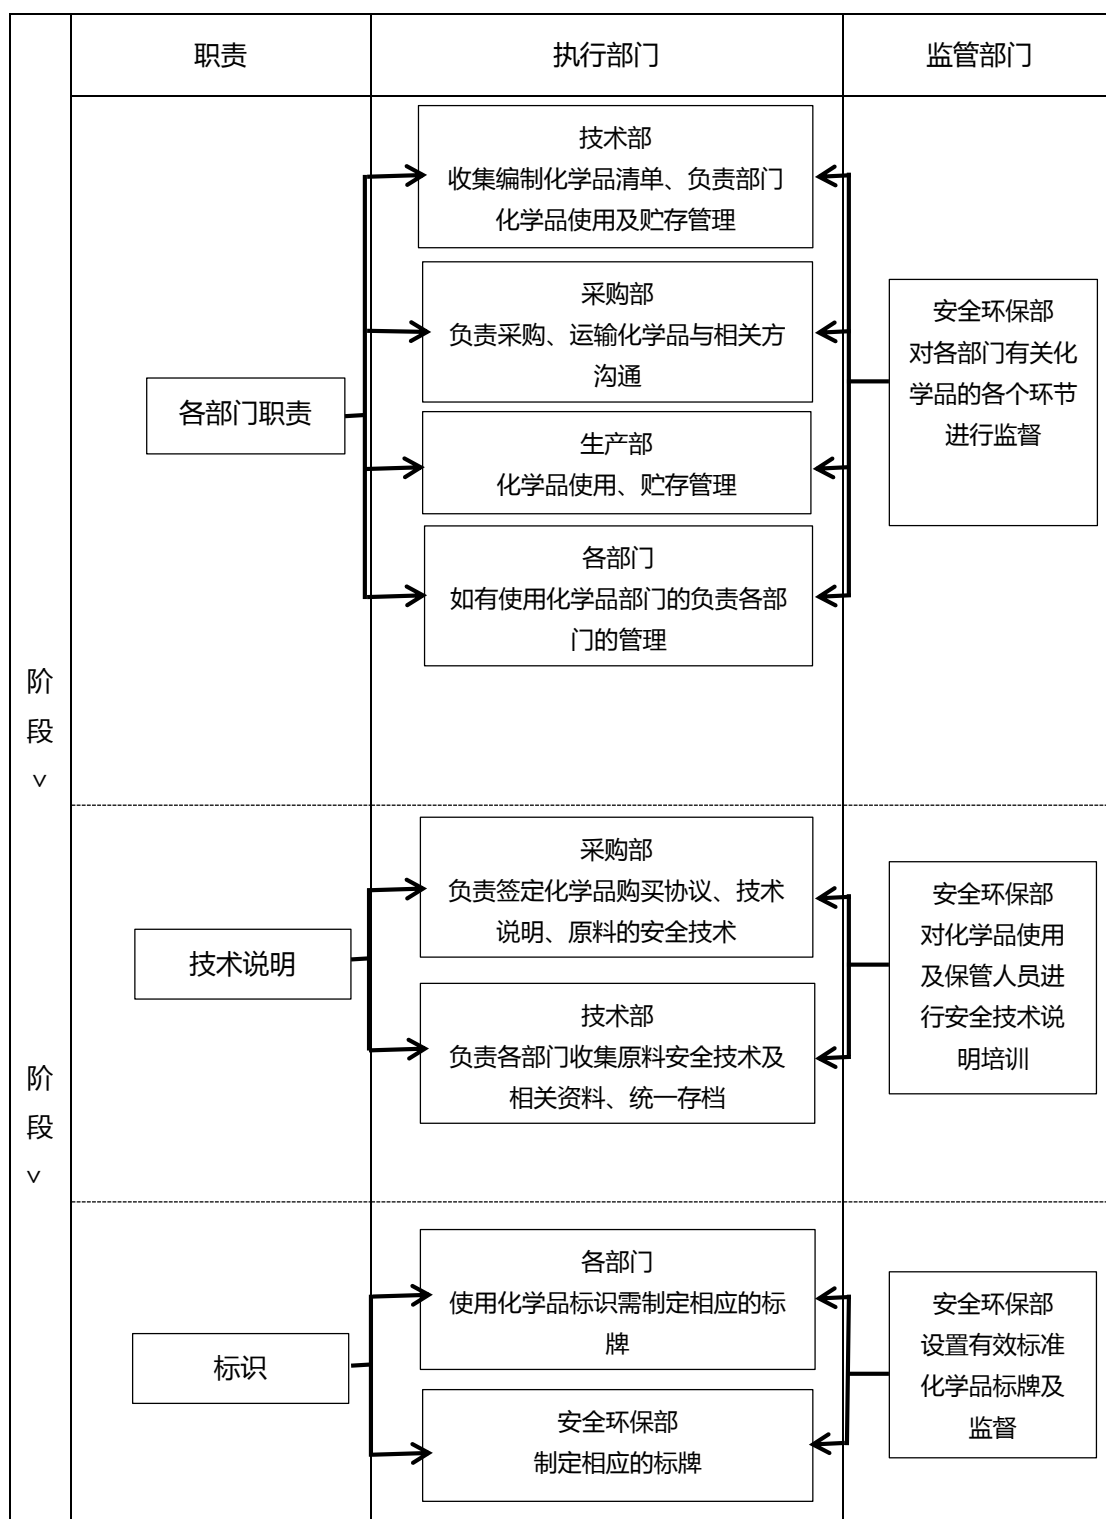 职责
执行部门
监管部门
技术部
收集编制化学品清单、负责部门
化学品使用及贮存管理
采购部
负责采购、运输化学品与相关方
沟通
安全环保部
对各部门有关化
学品的各个环节
进行监督
各部门职责
生产部
化学品使用、贮存管理
各部门
如有使用化学品部门的负责各部
门的管理
阶
段
˅
采购部
负责签定化学品购买协议、技术
说明、原料的安全技术
安全环保部
对化学品使用
及保管人员进
行安全技术说
明培训
技术说明
技术部
负责各部门收集原料安全技术及
相关资料、统一存档
阶
段
˅
各部门
使用化学品标识需制定相应的标
牌
安全环保部
设置有效标准
化学品标牌及
监督
标识
安全环保部
制定相应的标牌